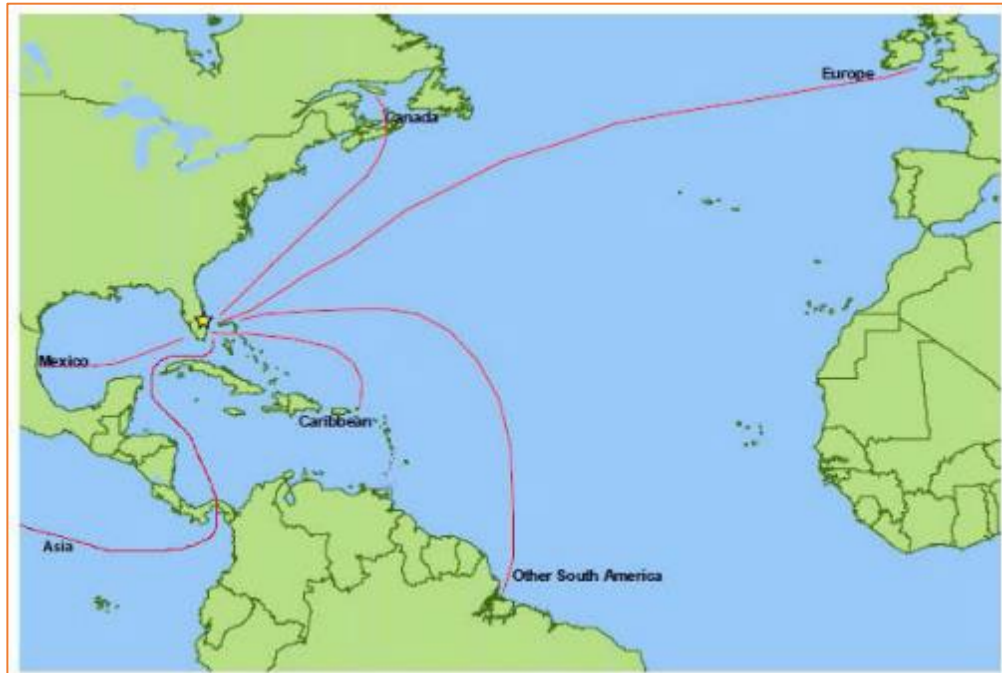 Europe
Canada
Mexico
Caribbean
Asia
Other South America